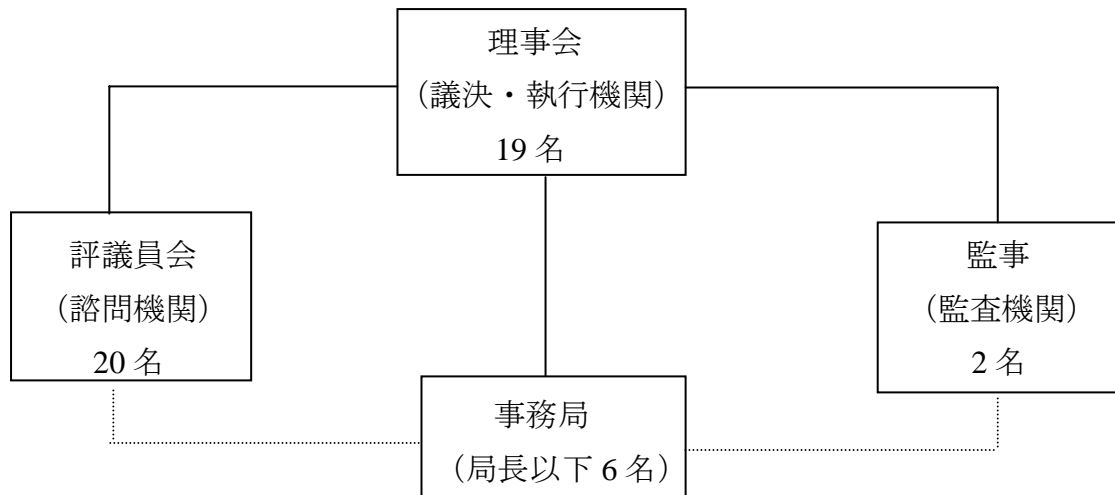 理事会
（議決・執行機関）
19 名
評議員会
（諮問機関）
20 名
監事
（監査機関）
2 名
事務局
（局長以下 6 名）